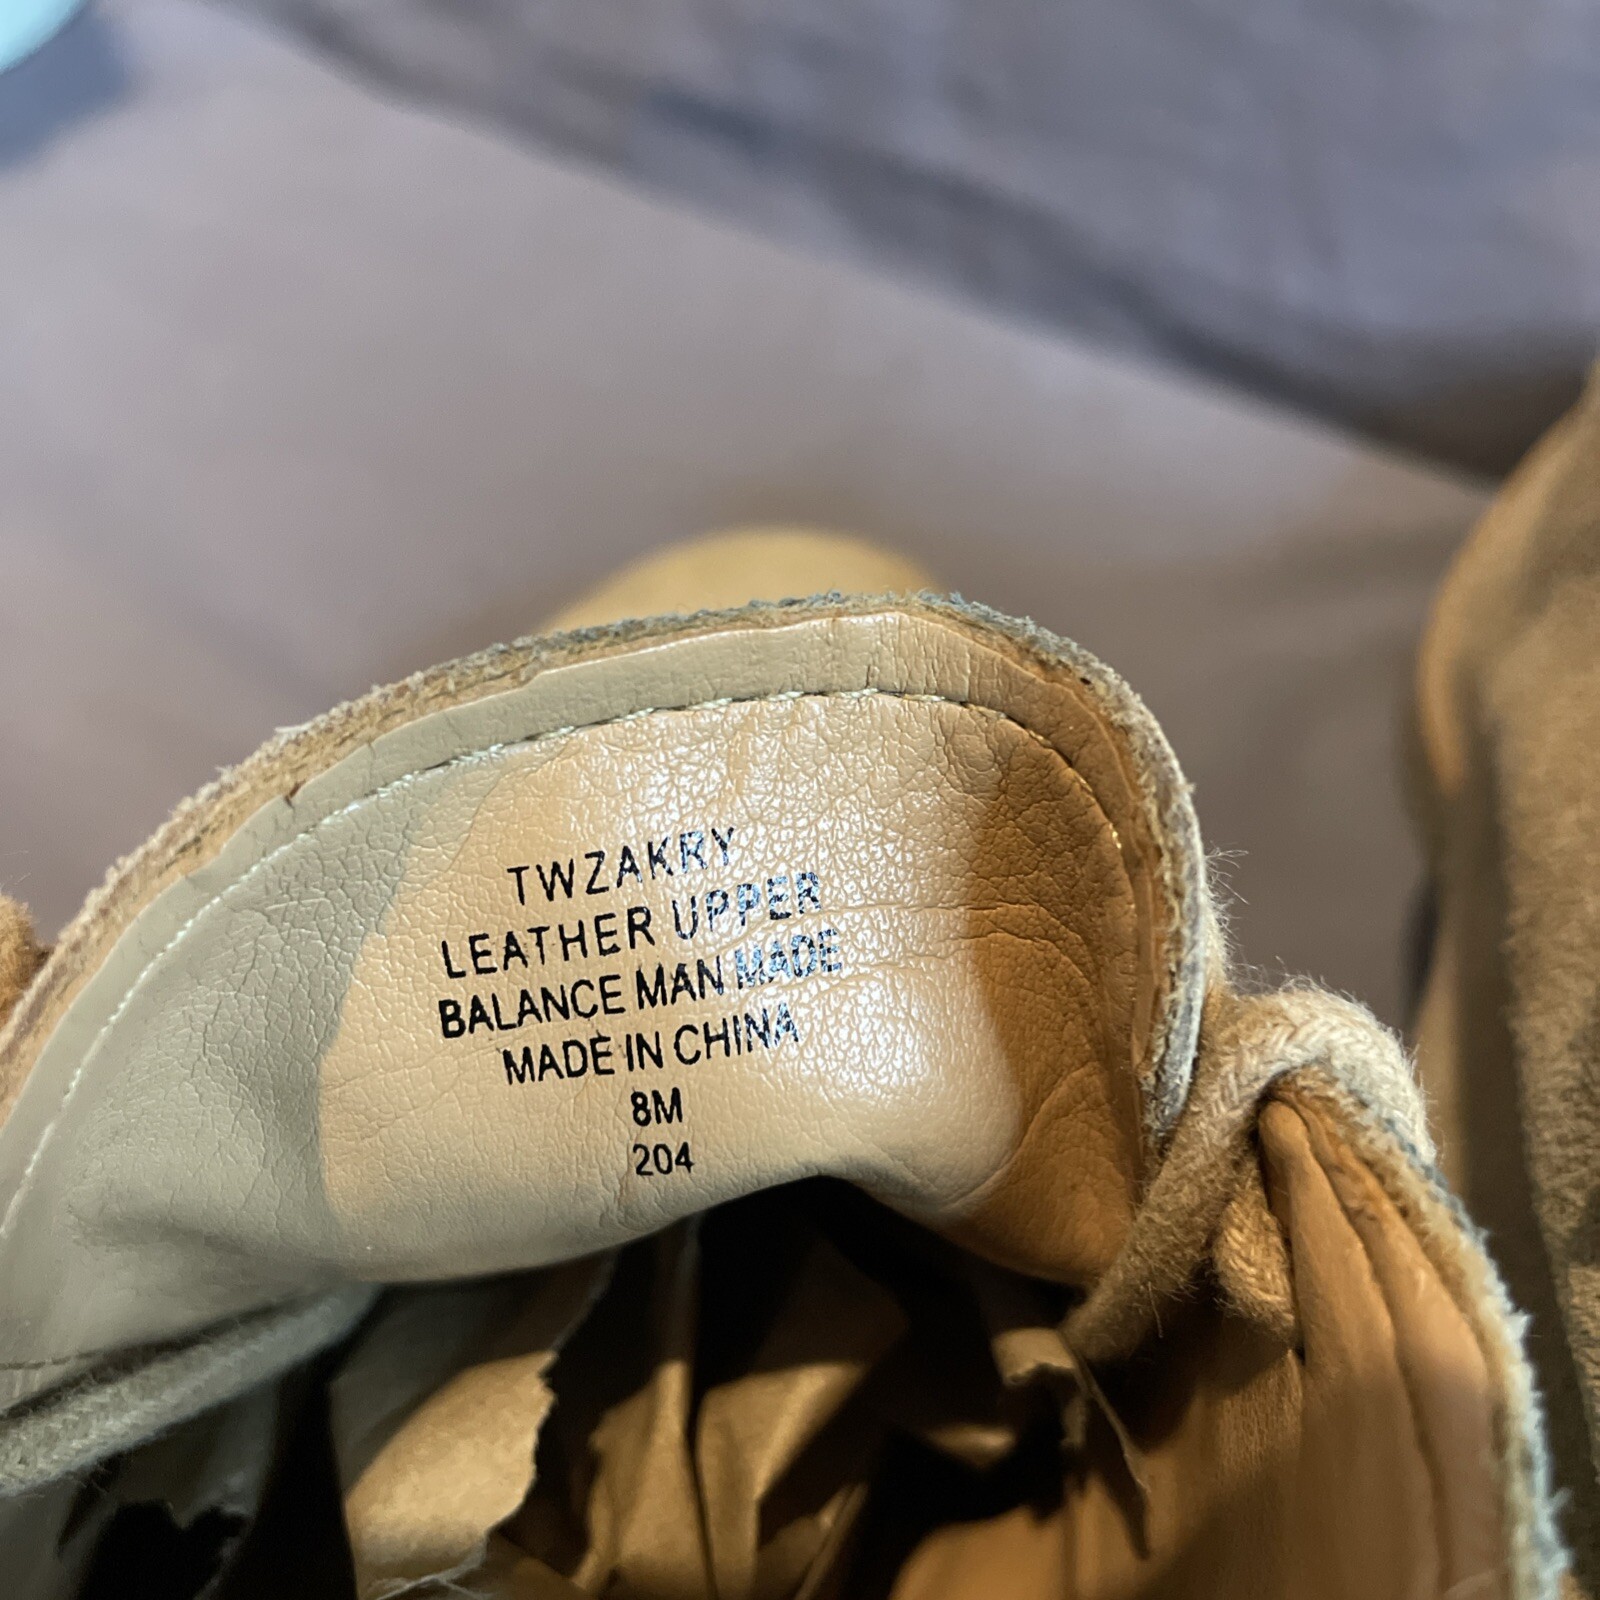 TWZAKRY
LEATHER UPPER
BALANCE MAN MADE
MADE IN CHINA
8M
204